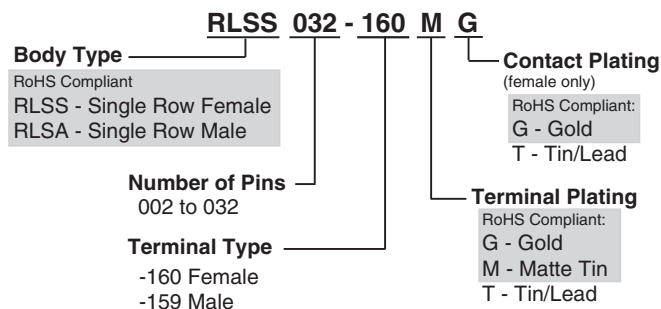 RLSS 032 - 160 M G
Body Type
RoHS Compliant
RLSS - Single Row Female
RLSA - Single Row Male
Number of Pins
002 to 032
Terminal Type
-160 Female
-159 Male
Contact Plating
(female only)
RoHS Compliant:
G - Gold
T - Tin/Lead
Terminal Plating
RoHS Compliant:
G - Gold
M - Matte Tin
T - Tin/Lead